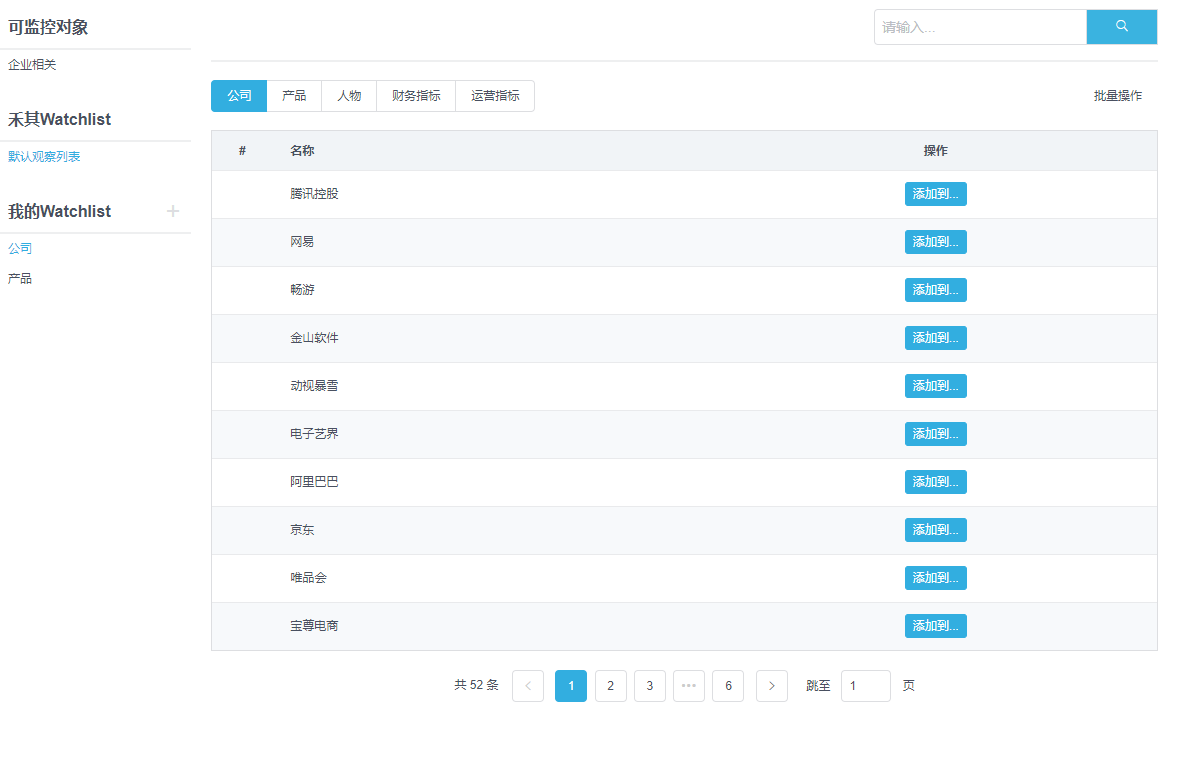 可监控对象
企业相关
禾其Watchlist
默认观察列表
我的Watchlist
公司
产品
请输入...
公司 产品 人物 财务指标 运营指标 批量操作
# 名称 操作
腾讯控股 添加到...
网易 添加到...
畅游 添加到...
金山软件 添加到...
动视暴雪 添加到...
电子艺界 添加到...
阿里巴巴 添加到...
京东 添加到...
唯品会 添加到...
宝尊电商 添加到...
共 52 条 < 1 2 3 ••• 6 > 跳至 1 页